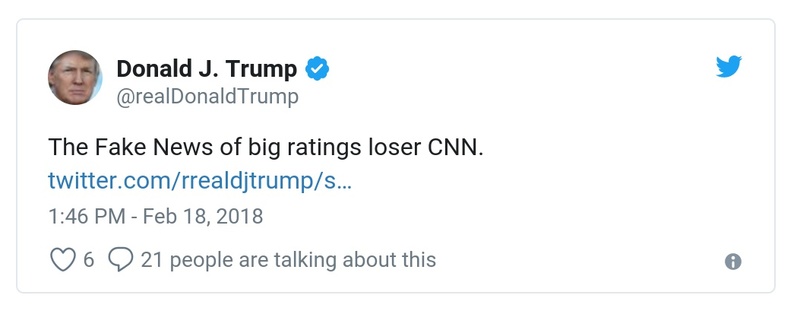 Donald J. Trump
@realDonaldTrump
The Fake News of big ratings loser CNN.
twitter.com/rrealdjtrump/s…
1:46 PM - Feb 18, 2018
6 21 people are talking about this